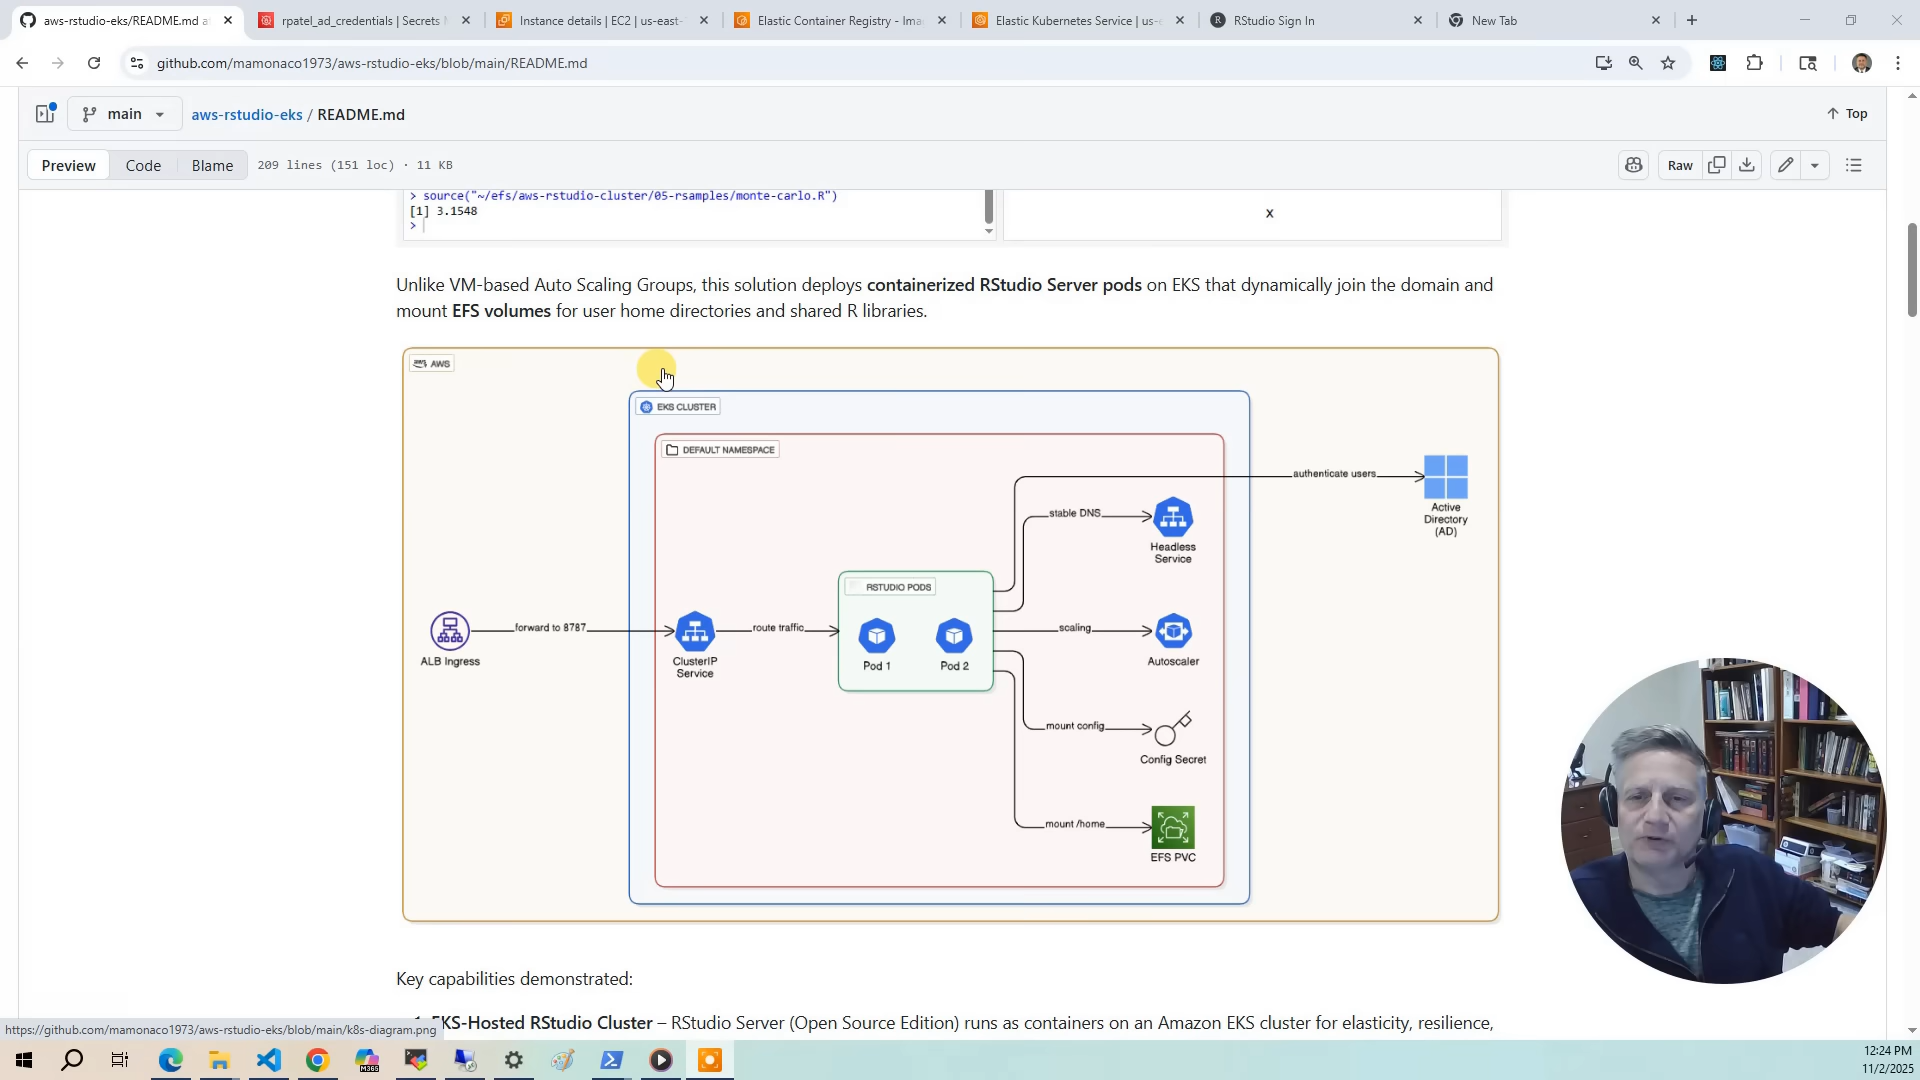 aws-rstudio-eks/README.md at
rpatel_ad_credentials | Secrets
Instance details | EC2 | us-east-
Elastic Container Registry - Ima
Elastic Kubernetes Service | us-e
RStudio Sign In
New Tab
github.com/mamonaco1973/aws-rstudio-eks/blob/main/README.md
main
aws-rstudio-eks / README.md
Top
Preview
Code
Blame
209 lines (151 loc) · 11 KB
Raw
> source("~/efs/aws-rstudio-cluster/05-rsamples/monte-carlo.R")
[1] 3.1548
>
x
Unlike VM-based Auto Scaling Groups, this solution deploys containerized RStudio Server pods on EKS that dynamically join the domain and
mount EFS volumes for user home directories and shared R libraries.
aws AWS
EKS CLUSTER
DEFAULT NAMESPACE
authenticate users
Active
Directory
(AD)
stable DNS
Headless
Service
RSTUDIO PODS
forward to 8787
route traffic
scaling
ALB Ingress
ClusterIP
Service
Pod 1
Pod 2
Autoscaler
mount config
Config Secret
mount /home
EFS PVC
Key capabilities demonstrated:
1. EKS-Hosted RStudio Cluster – RStudio Server (Open Source Edition) runs as containers on an Amazon EKS cluster for elasticity, resilience,
https://github.com/mamonaco1973/aws-rstudio-eks/blob/main/k8s-diagram.png
M365
12:24 PM
11/2/2025